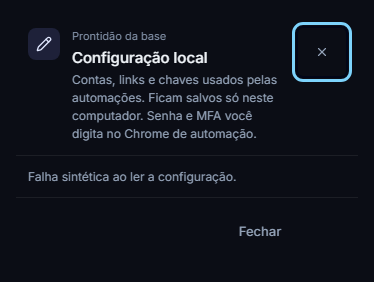 Prontidão da base
Configuração local
Contas, links e chaves usados pelas
automações. Ficam salvos só neste
computador. Senha e MFA você
digita no Chrome de automação.
Falha sintética ao ler a configuração.
Fechar